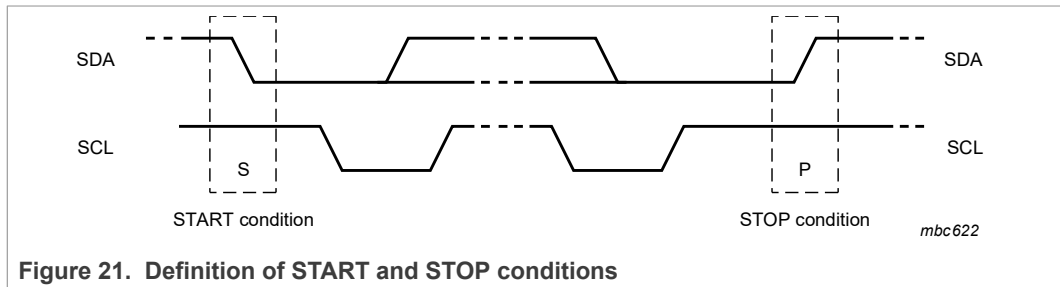 SDA SDA
SCL SCL
S P
START condition STOP condition
mbc622
Figure 21. Definition of START and STOP conditions